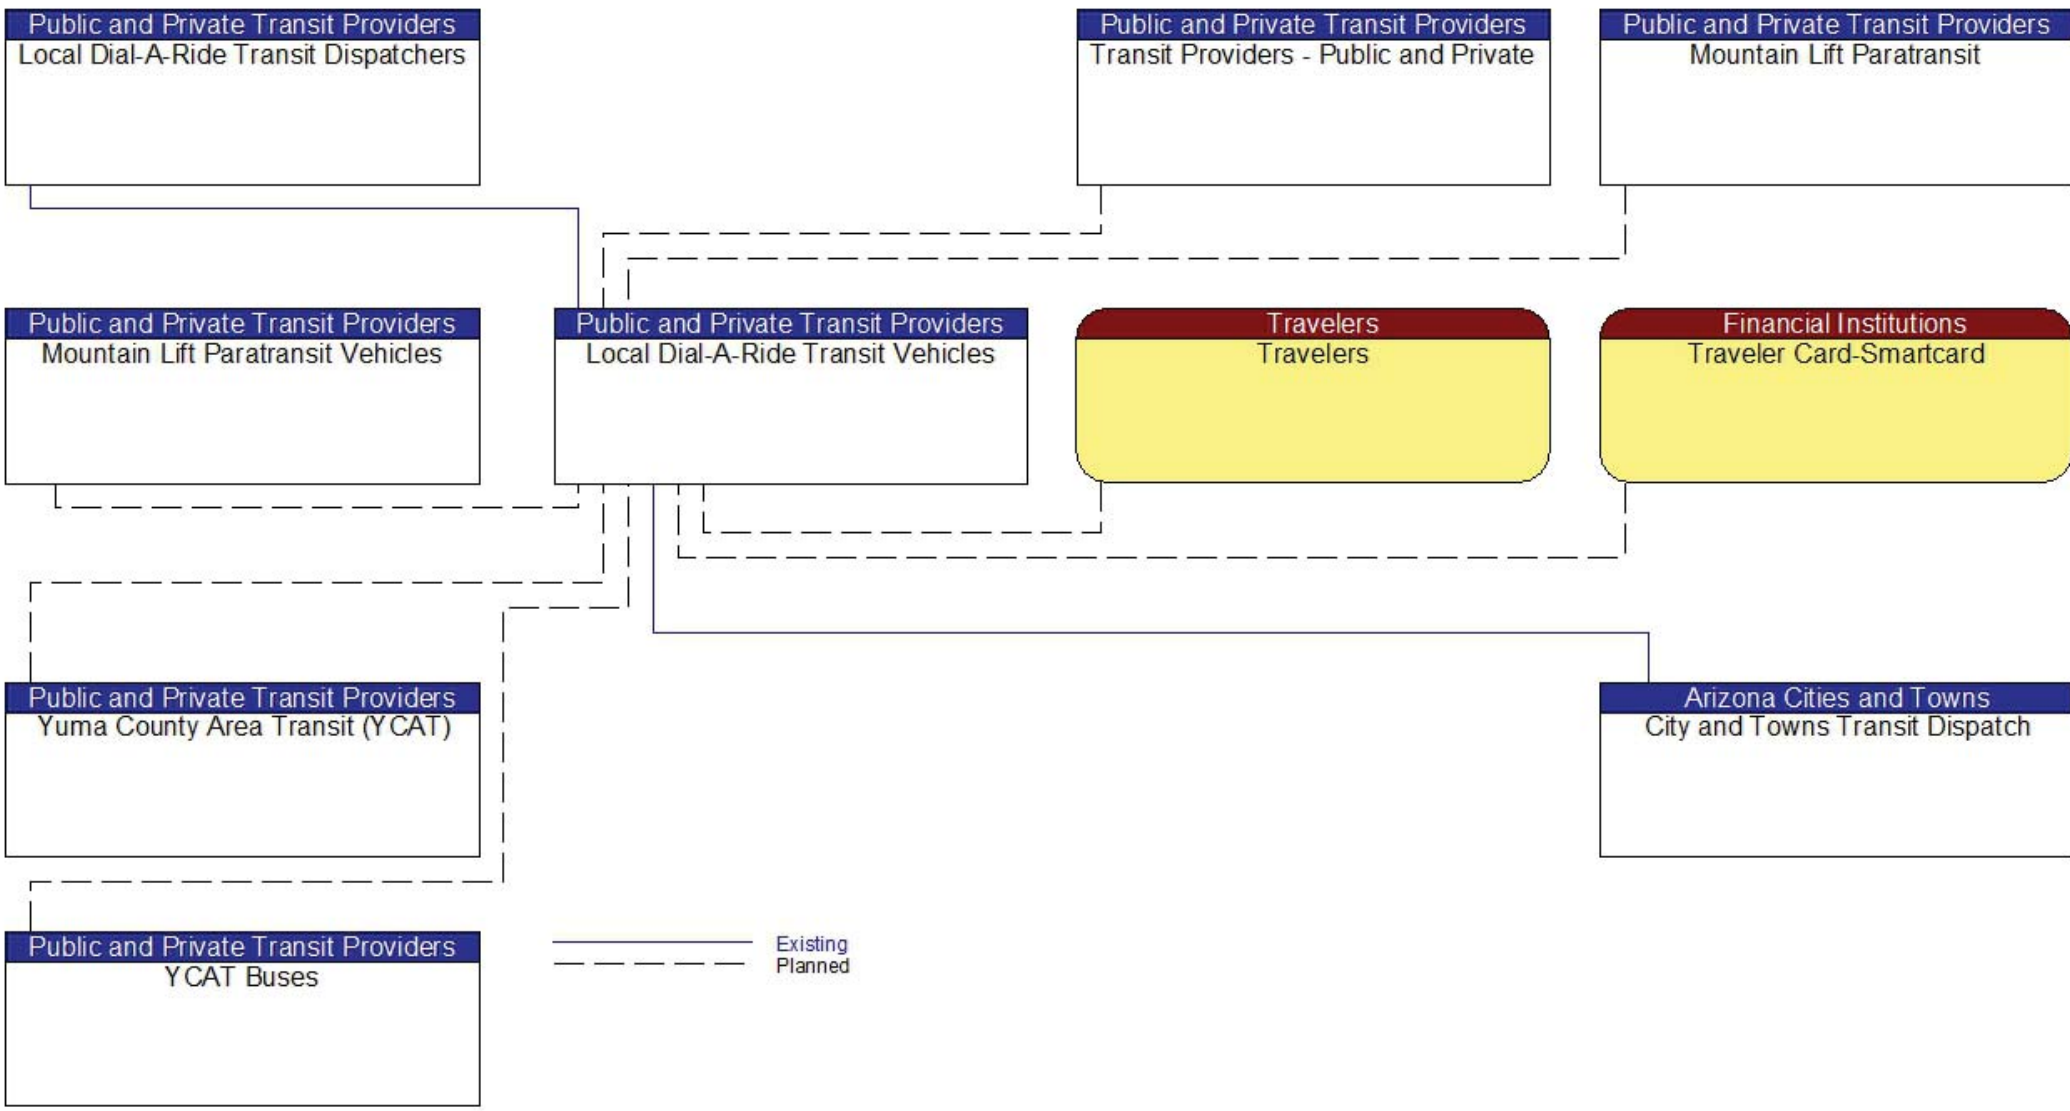 Public and Private Transit Providers
Local Dial-A-Ride Transit Dispatchers
Public and Private Transit Providers
Transit Providers - Public and Private
Public and Private Transit Providers
Mountain Lift Paratransit
Public and Private Transit Providers
Mountain Lift Paratransit Vehicles
Public and Private Transit Providers
Local Dial-A-Ride Transit Vehicles
Travelers
Travelers
Financial Institutions
Traveler Card-Smartcard
Public and Private Transit Providers
Yuma County Area Transit (YCAT)
Arizona Cities and Towns
City and Towns Transit Dispatch
Public and Private Transit Providers
YCAT Buses
Existing
Planned